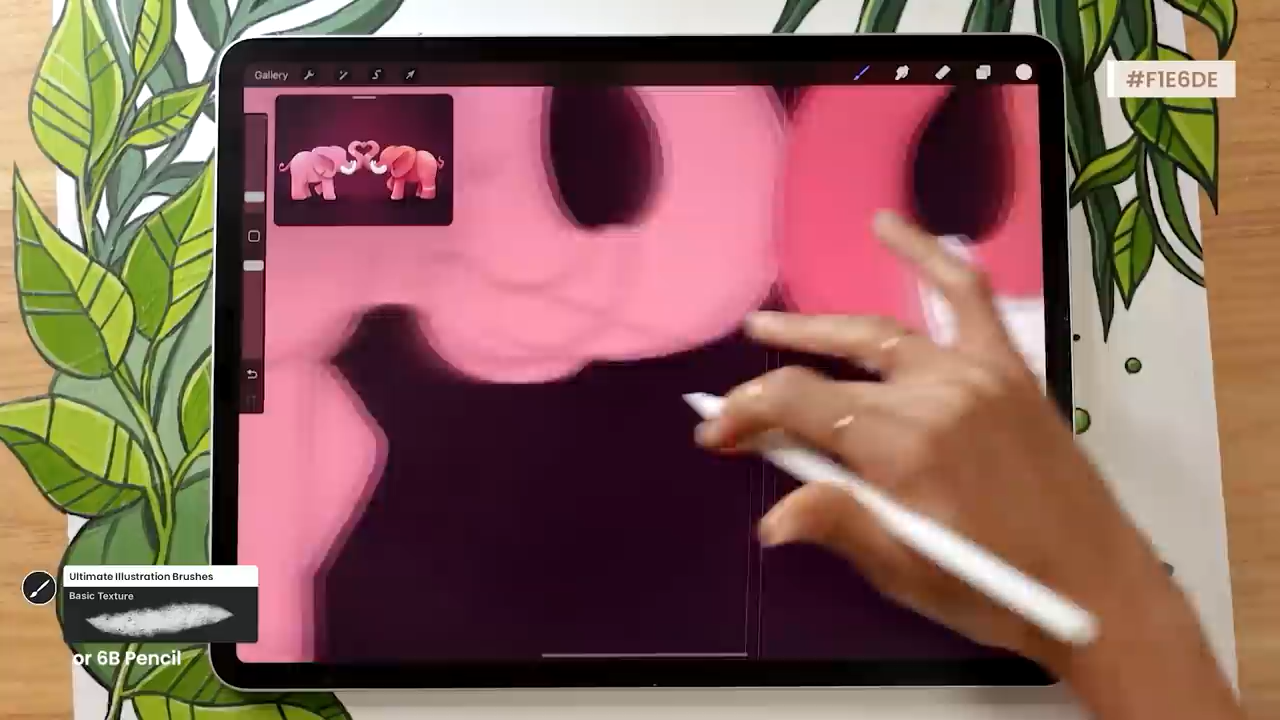 Gallery
#F1E6DE
Ultimate Illustration Brushes
Basic Texture
or 6B Pencil